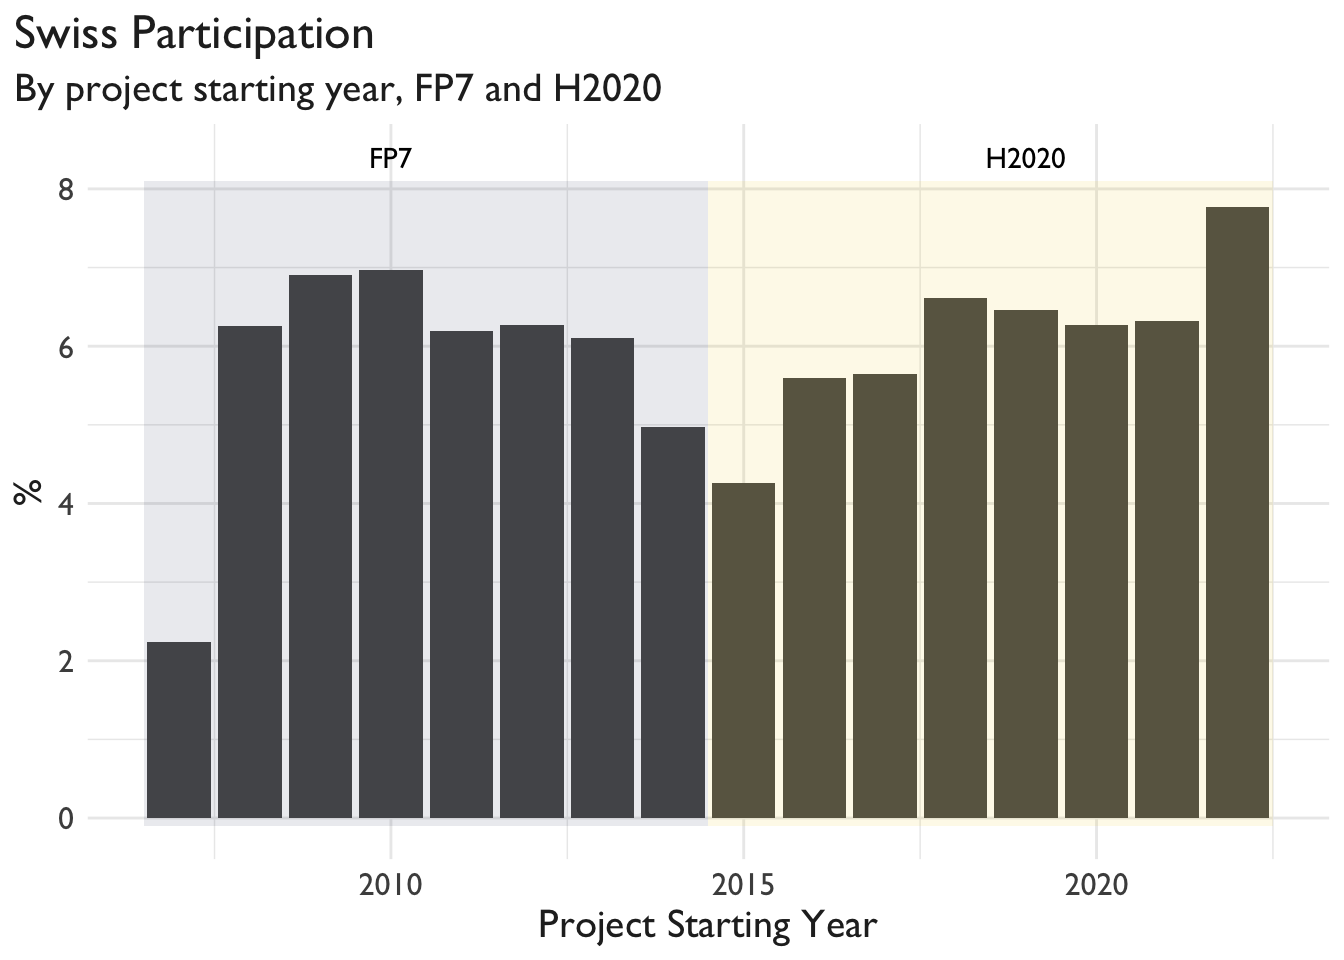 Swiss Participation
By project starting year, FP7 and H2020
FP7
H2020
8
6
4
2
0
%
2010
2015
2020
Project Starting Year